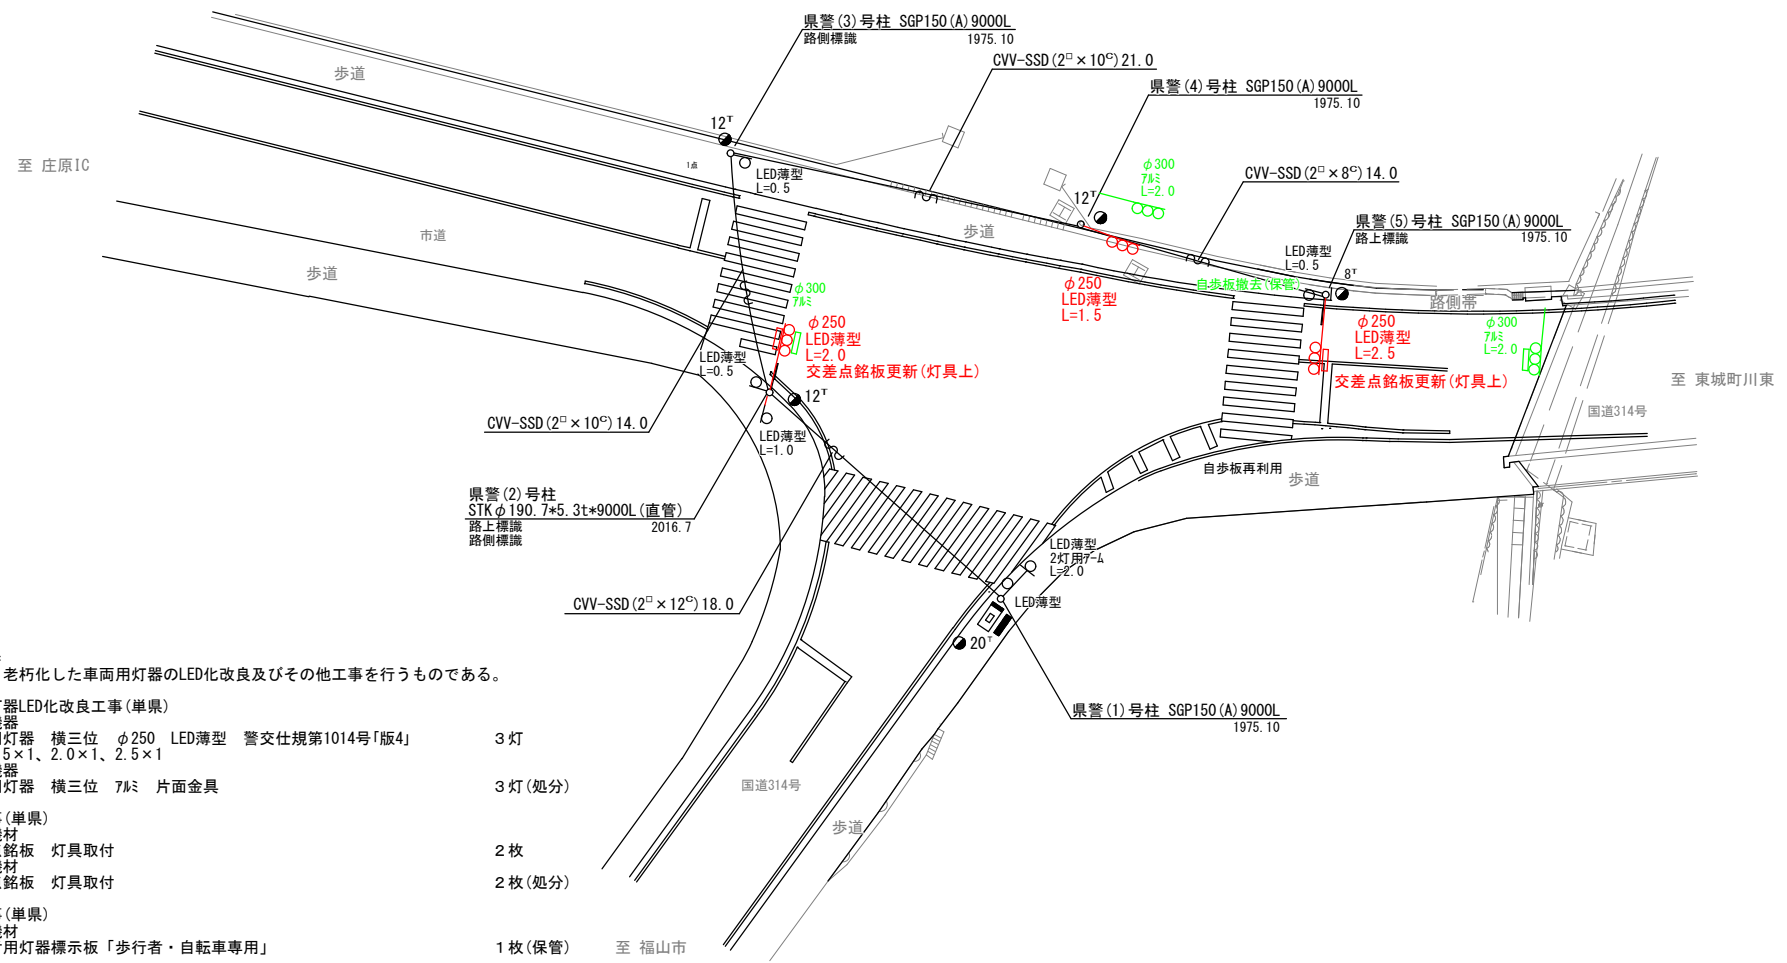 県警(3)号柱 SGP150(A)9000L
路側標識 1975.10
歩道
CVV-SSD(2□×10C)21.0
県警(4)号柱 SGP150(A)9000L
1975.10
12T
至 庄原IC
1点
LED薄型
L=0.5
φ300
アルミ
L=2.0
12T
CVV-SSD(2□×8C)14.0
県警(5)号柱 SGP150(A)9000L
路上標識 1975.10
市道
歩道
歩道
LED薄型
L=0.5
8T
自歩板撤去(保管)
路側帯
φ300
アルミ
φ250
LED薄型
L=1.5
φ250
LED薄型
L=2.0
交差点銘板更新(灯具上)
φ250
LED薄型
L=2.5
交差点銘板更新(灯具上)
φ300
アルミ
L=2.0
至 東城町川東
国道314号
LED薄型
L=0.5
12T
CVV-SSD(2□×10C)14.0
LED薄型
L=1.0
自歩板再利用
歩道
県警(2)号柱
STKφ190.7*5.3t*9000L(直管)
路上標識 2016.7
路側標識
LED薄型
2灯用アーム
L=2.0
LED薄型
CVV-SSD(2□×12C)18.0
20T
県警(1)号柱 SGP150(A)9000L
1975.10
老朽化した車両用灯器のLED化改良及びその他工事を行うものである。
器LED化改良工事(単県)
器
灯器 横三位 φ250 LED薄型 警交仕規第1014号「版4」 3灯
5×1、2.0×1、2.5×1
器
灯器 横三位 アルミ 片面金具 3灯(処分)
(単県)
材
銘板 灯具取付 2枚
材
銘板 灯具取付 2枚(処分)
(単県)
材
用灯器標示板「歩行者・自転車専用」 1枚(保管)
国道314号
歩道
至 福山市